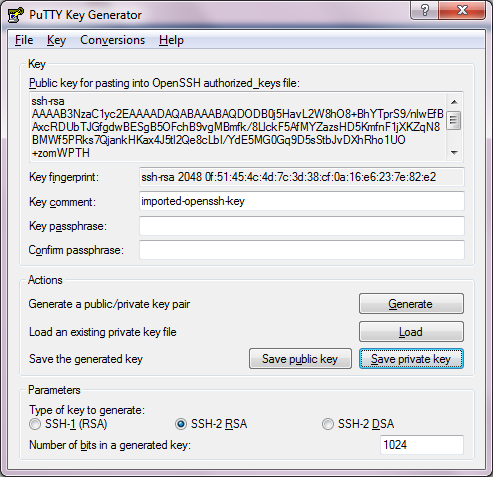 PuTTY Key Generator
File Key Conversions Help
Key
Public key for pasting into OpenSSH authorized_keys file:
ssh-rsa
AAAAB3NzaC1yc2EAAAADAQABAAABAQDODB0j5HavL2W8hO8+BhYTprS9/nlwEfB
AxcRDUbTJGfgdwBESgB5OFchB9vgMBmfk/8LlckF5AfMYZazsHD5KmfnF1jXKZqN8
BMWf5PRks7QjankHKax4J5tl2Qe8cLbI/YdE5MG0Gq9D5sStbJvDXhRho1UO
+zomWPTH
Key fingerprint: ssh-rsa 2048 0f:51:45:4c:4d:7c:3d:38:cf:0a:16:e6:23:7e:82:e2
Key comment: imported-openssh-key
Key passphrase:
Confirm passphrase:
Actions
Generate a public/private key pair Generate
Load an existing private key file Load
Save the generated key Save public key Save private key
Parameters
Type of key to generate:
SSH-1 (RSA) SSH-2 RSA SSH-2 DSA
Number of bits in a generated key: 1024